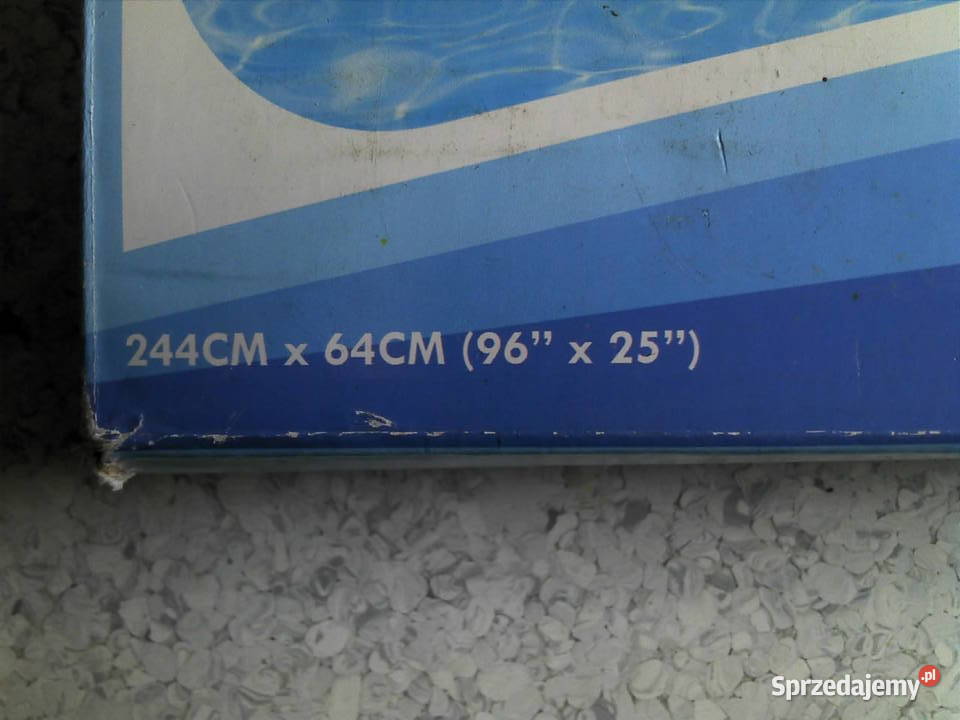 244CM x 64CM (96” x 25”)
Sprzedajemy.pl